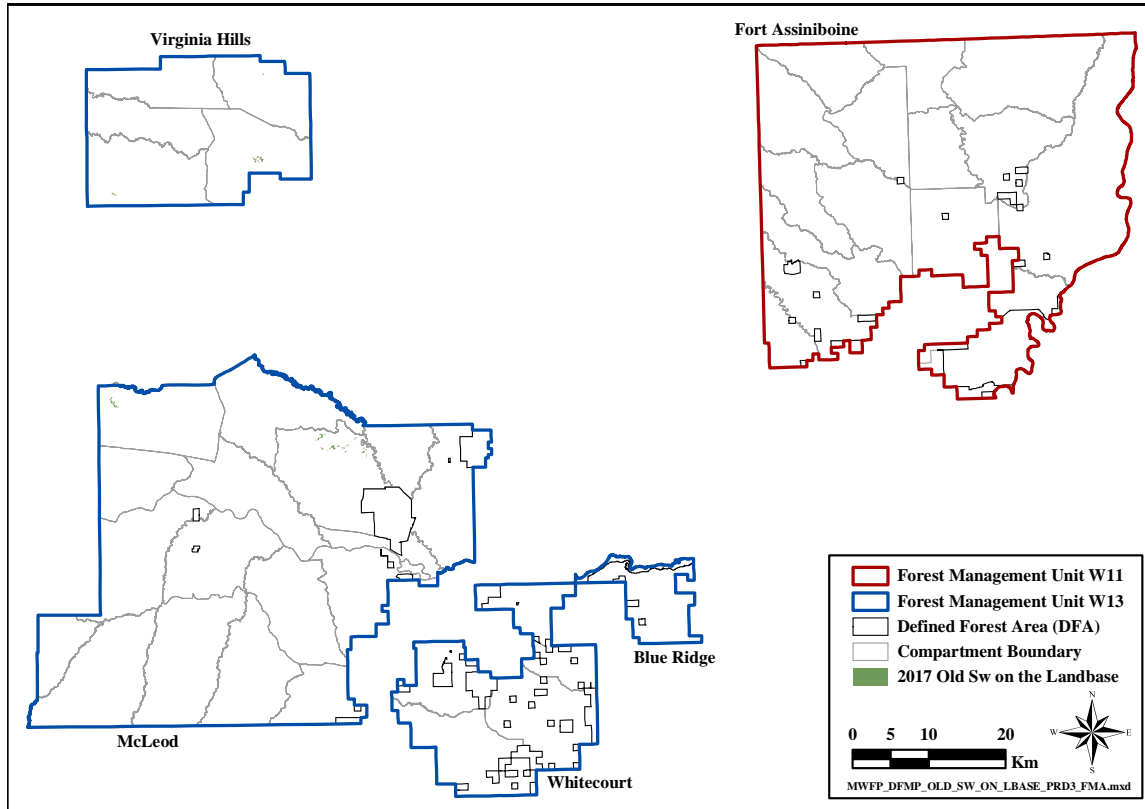 Virginia Hills
Fort Assiniboine
McLeod
Whitecourt
Blue Ridge
Forest Management Unit W11
Forest Management Unit W13
Defined Forest Area (DFA)
Compartment Boundary
2017 Old Sw on the Landbase
N
W E
S
0 5 10 20
Km
MWFP_DFMP_OLD_SW_ON_LBASE_PRD3_FMA.mxd